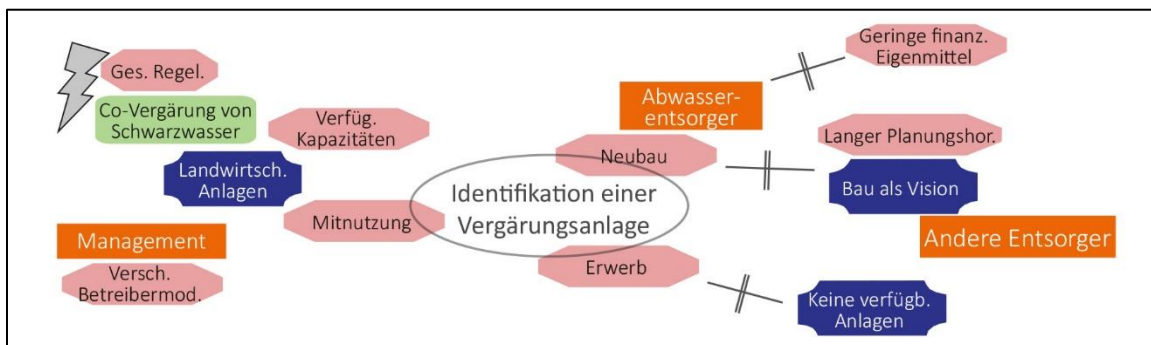 Ges. Regel.
Co-Vergärung von
Schwarzwasser
Verfüg.
Kapazitäten
Landwirtsch.
Anlagen
Mitnutzung
Management
Versch.
Betreibermod.
Identifikation einer
Vergärungsanlage
Geringe finanz.
Eigenmittel
Abwasser-
entsorger
Neubau
Langer Planungshor.
Bau als Vision
Andere Entsorger
Erwerb
Keine verfügb.
Anlagen